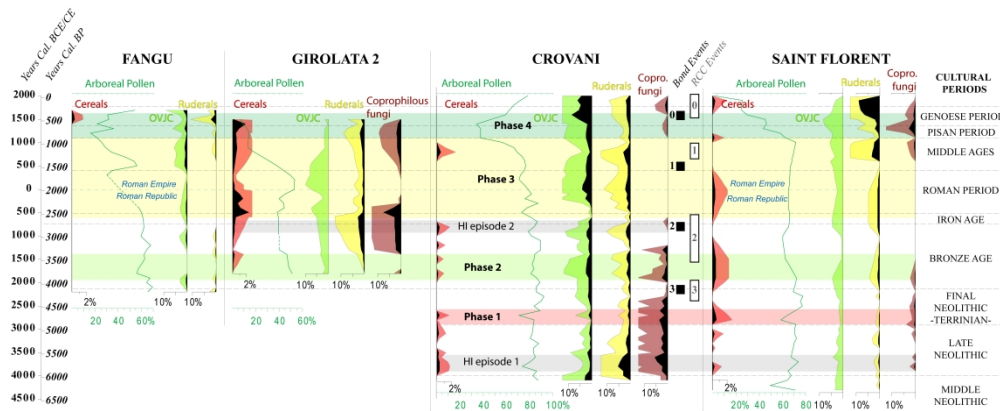 Years Cal. BCE/CE
Years Cal. BP
FANGU
GIROLATA 2
CROVANI
Bond Events
RCC Events
SAINT FLORENT
Arboreal Pollen
Arboreal Pollen
Arboreal Pollen
Copro.
fungi
Arboreal Pollen
Copro.
fungi
CULTURAL
PERIODS
2000 0
Cereals
Ruderals
OVJC
Cereals
Ruderals
OVJC
Coprophilous
fungi
Cereals
Ruderals
OVJC
0
Cereals
Ruderals
OVJC
1500 500
Phase 4
0
GENOESE PERIOD
PISAN PERIOD
1000 1000
1
MIDDLE AGES
500 1500
1
0 2000
Roman Empire
Roman Republic
Phase 3
Roman Empire
Roman Republic
ROMAN PERIOD
500 2500
IRON AGE
1000 3000
HI episode 2
2
2
1500 3500
BRONZE AGE
2000 4000
Phase 2
3
3
2% 10% 10%
2% 10% 10% 10%
20 40 60%
20 40 60%
2500 4500
Phase 1
FINAL
NEOLITHIC
-TERRINIAN-
3000 5000
3500 5500
HI episode 1
LATE
NEOLITHIC
4000 6000
2% 10% 10% 10%
2% 10% 10% 10%
4500 6500
20 40 60 80 100%
20% 40 60 80
MIDDLE
NEOLITHIC